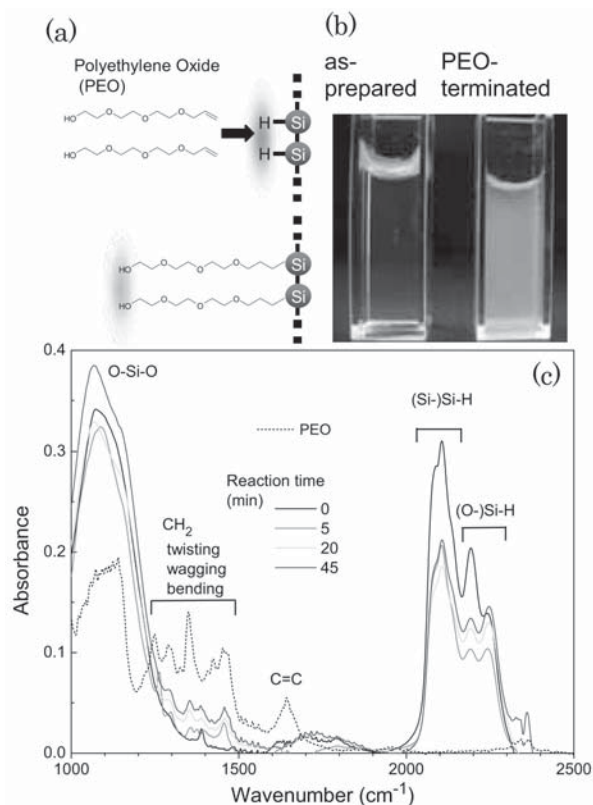 (a)
Polyethylene Oxide
(PEO)
HO O O O
H Si
HO O O O
H Si
HO O O O Si
HO O O O Si
(b)
as-
prepared
PEO-
terminated
(c)
O-Si-O
(Si-)Si-H
(O-)Si-H
PEO
Reaction time
(min)
0
5
20
45
CH2
twisting
wagging
bending
C=C
Absorbance
0.4
0.3
0.2
0.1
0.0
1000 1500 2000 2500
Wavenumber (cm-1)